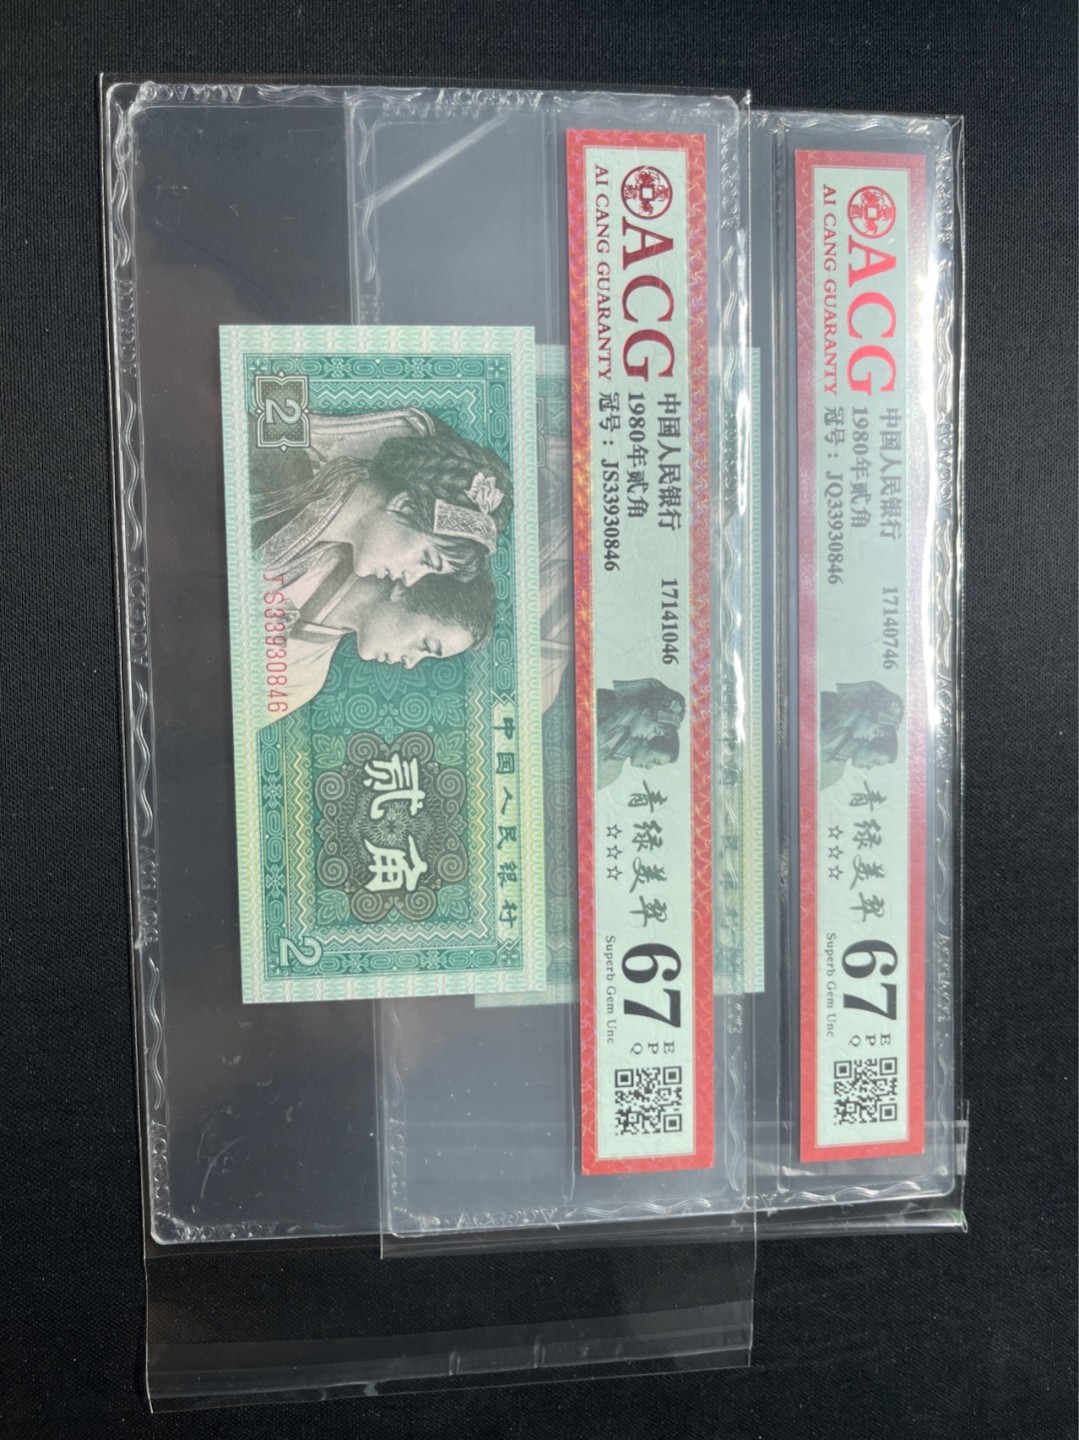 ACG
AI CANG GUARANTY
中国人民银行
1980年贰角
冠号：JQ33930846
17140746
青绿美翠
☆☆☆
67
EPQ
Superb Gem Unc
ACG
AI CANG GUARANTY
中国人民银行
1980年贰角
冠号：JS33930846
17141046
青绿美翠
☆☆☆
67
EPQ
Superb Gem Unc
中国人民银行
2
贰角
JS33930846
2